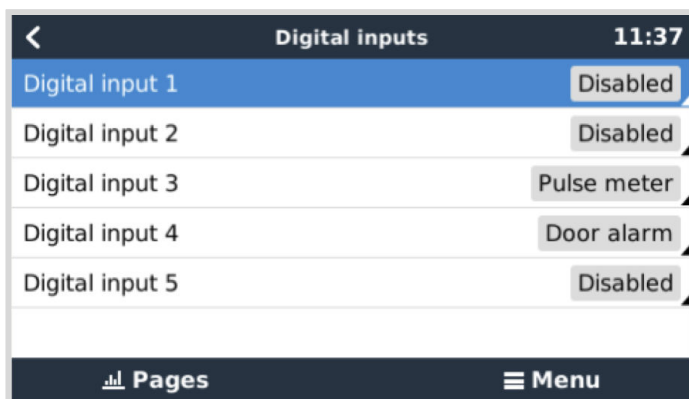 Digital inputs 11:37
Digital input 1 Disabled
Digital input 2 Disabled
Digital input 3 Pulse meter
Digital input 4 Door alarm
Digital input 5 Disabled
Pages Menu